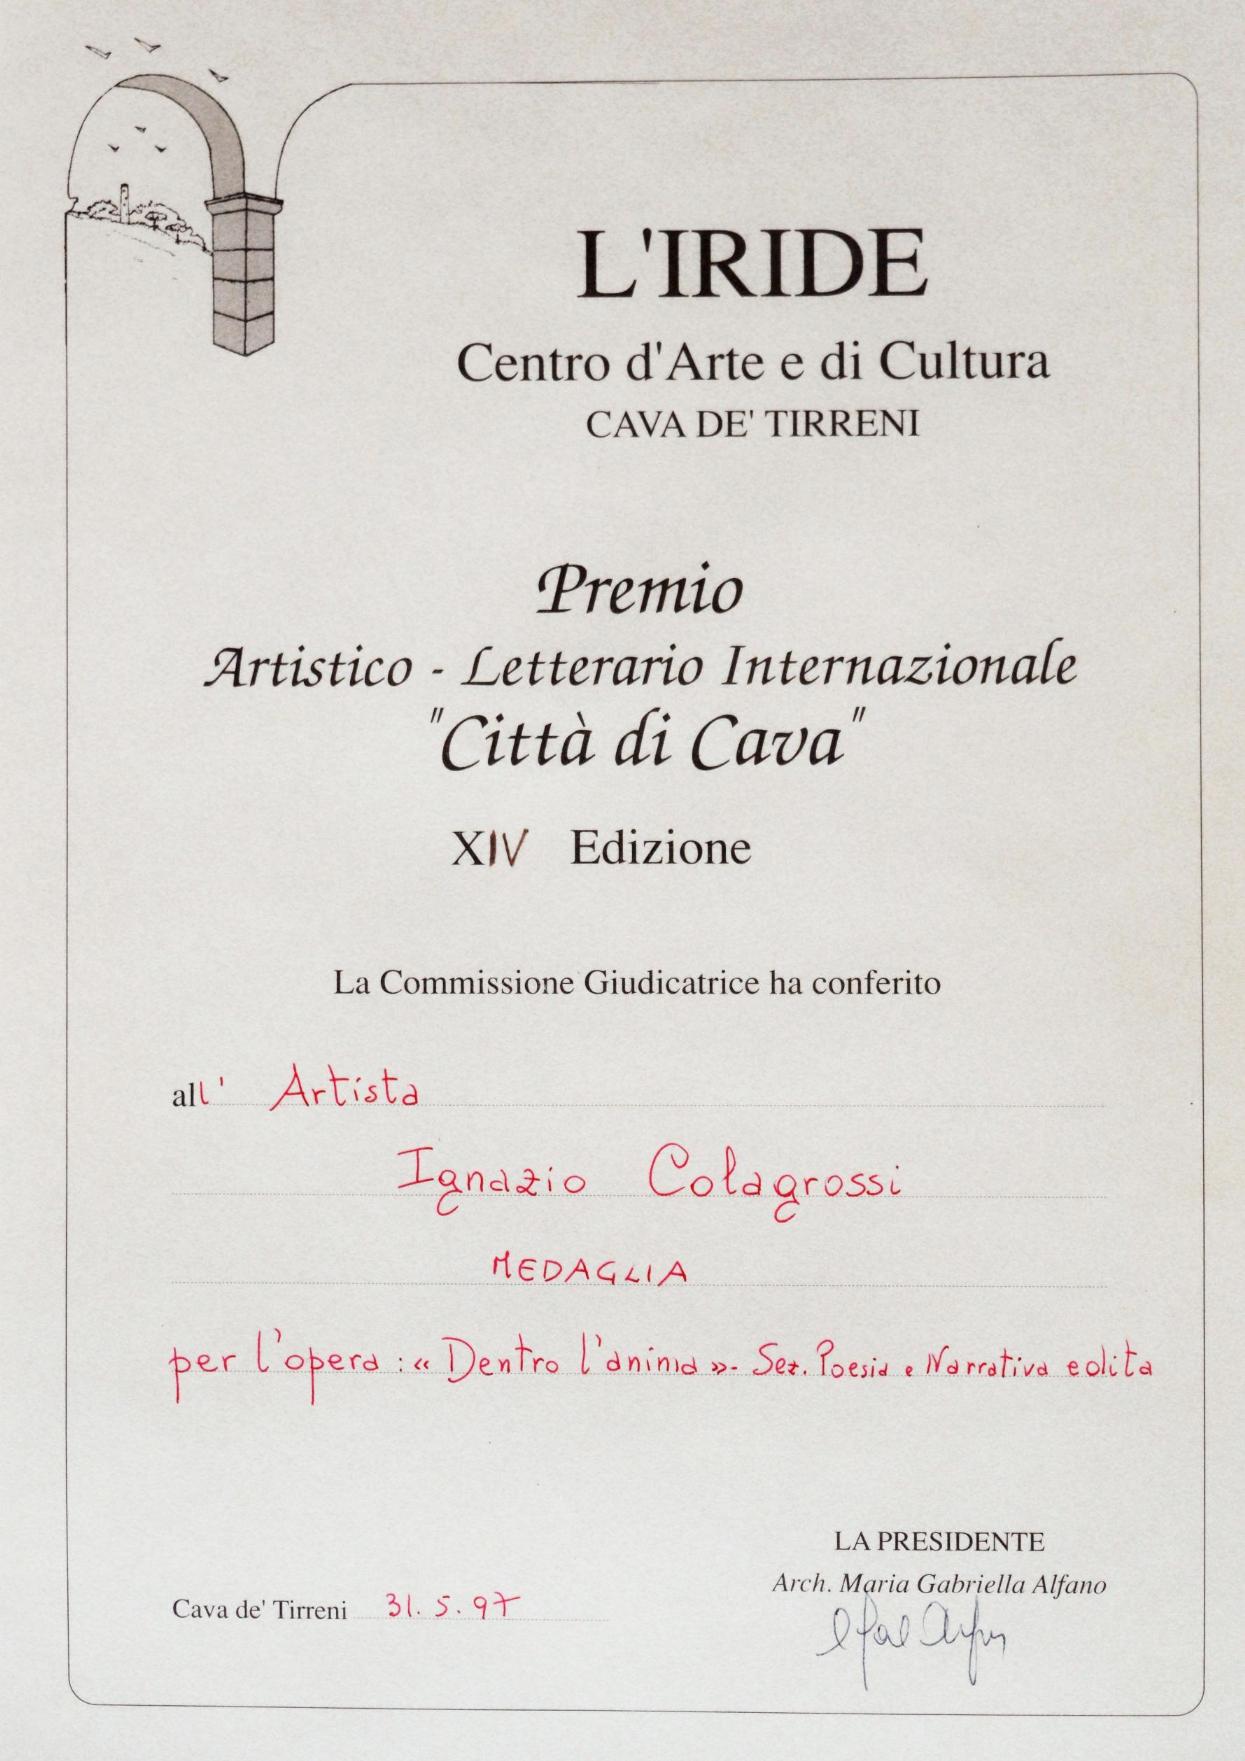 L'IRIDE
Centro d'Arte e di Cultura
CAVA DE' TIRRENI
Premio
Artistico - Letterario Internazionale
"Città di Cava"
XIV Edizione
La Commissione Giudicatrice ha conferito
all' Artista
Ignazio Colagrossi
MEDAGLIA
per l'opera : « Dentro l'anima ». Sez. Poesia e Narrativa edita
LA PRESIDENTE
Arch. Maria Gabriella Alfano
Cava de' Tirreni 31. 5. 97